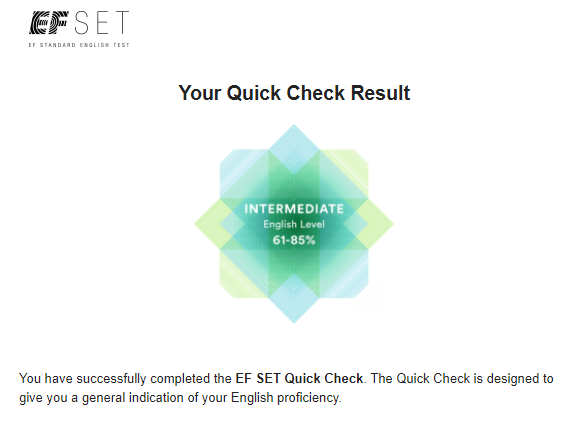 EF SET
EF STANDARD ENGLISH TEST
Your Quick Check Result
INTERMEDIATE
English Level
61-85%
You have successfully completed the EF SET Quick Check. The Quick Check is designed to
give you a general indication of your English proficiency.